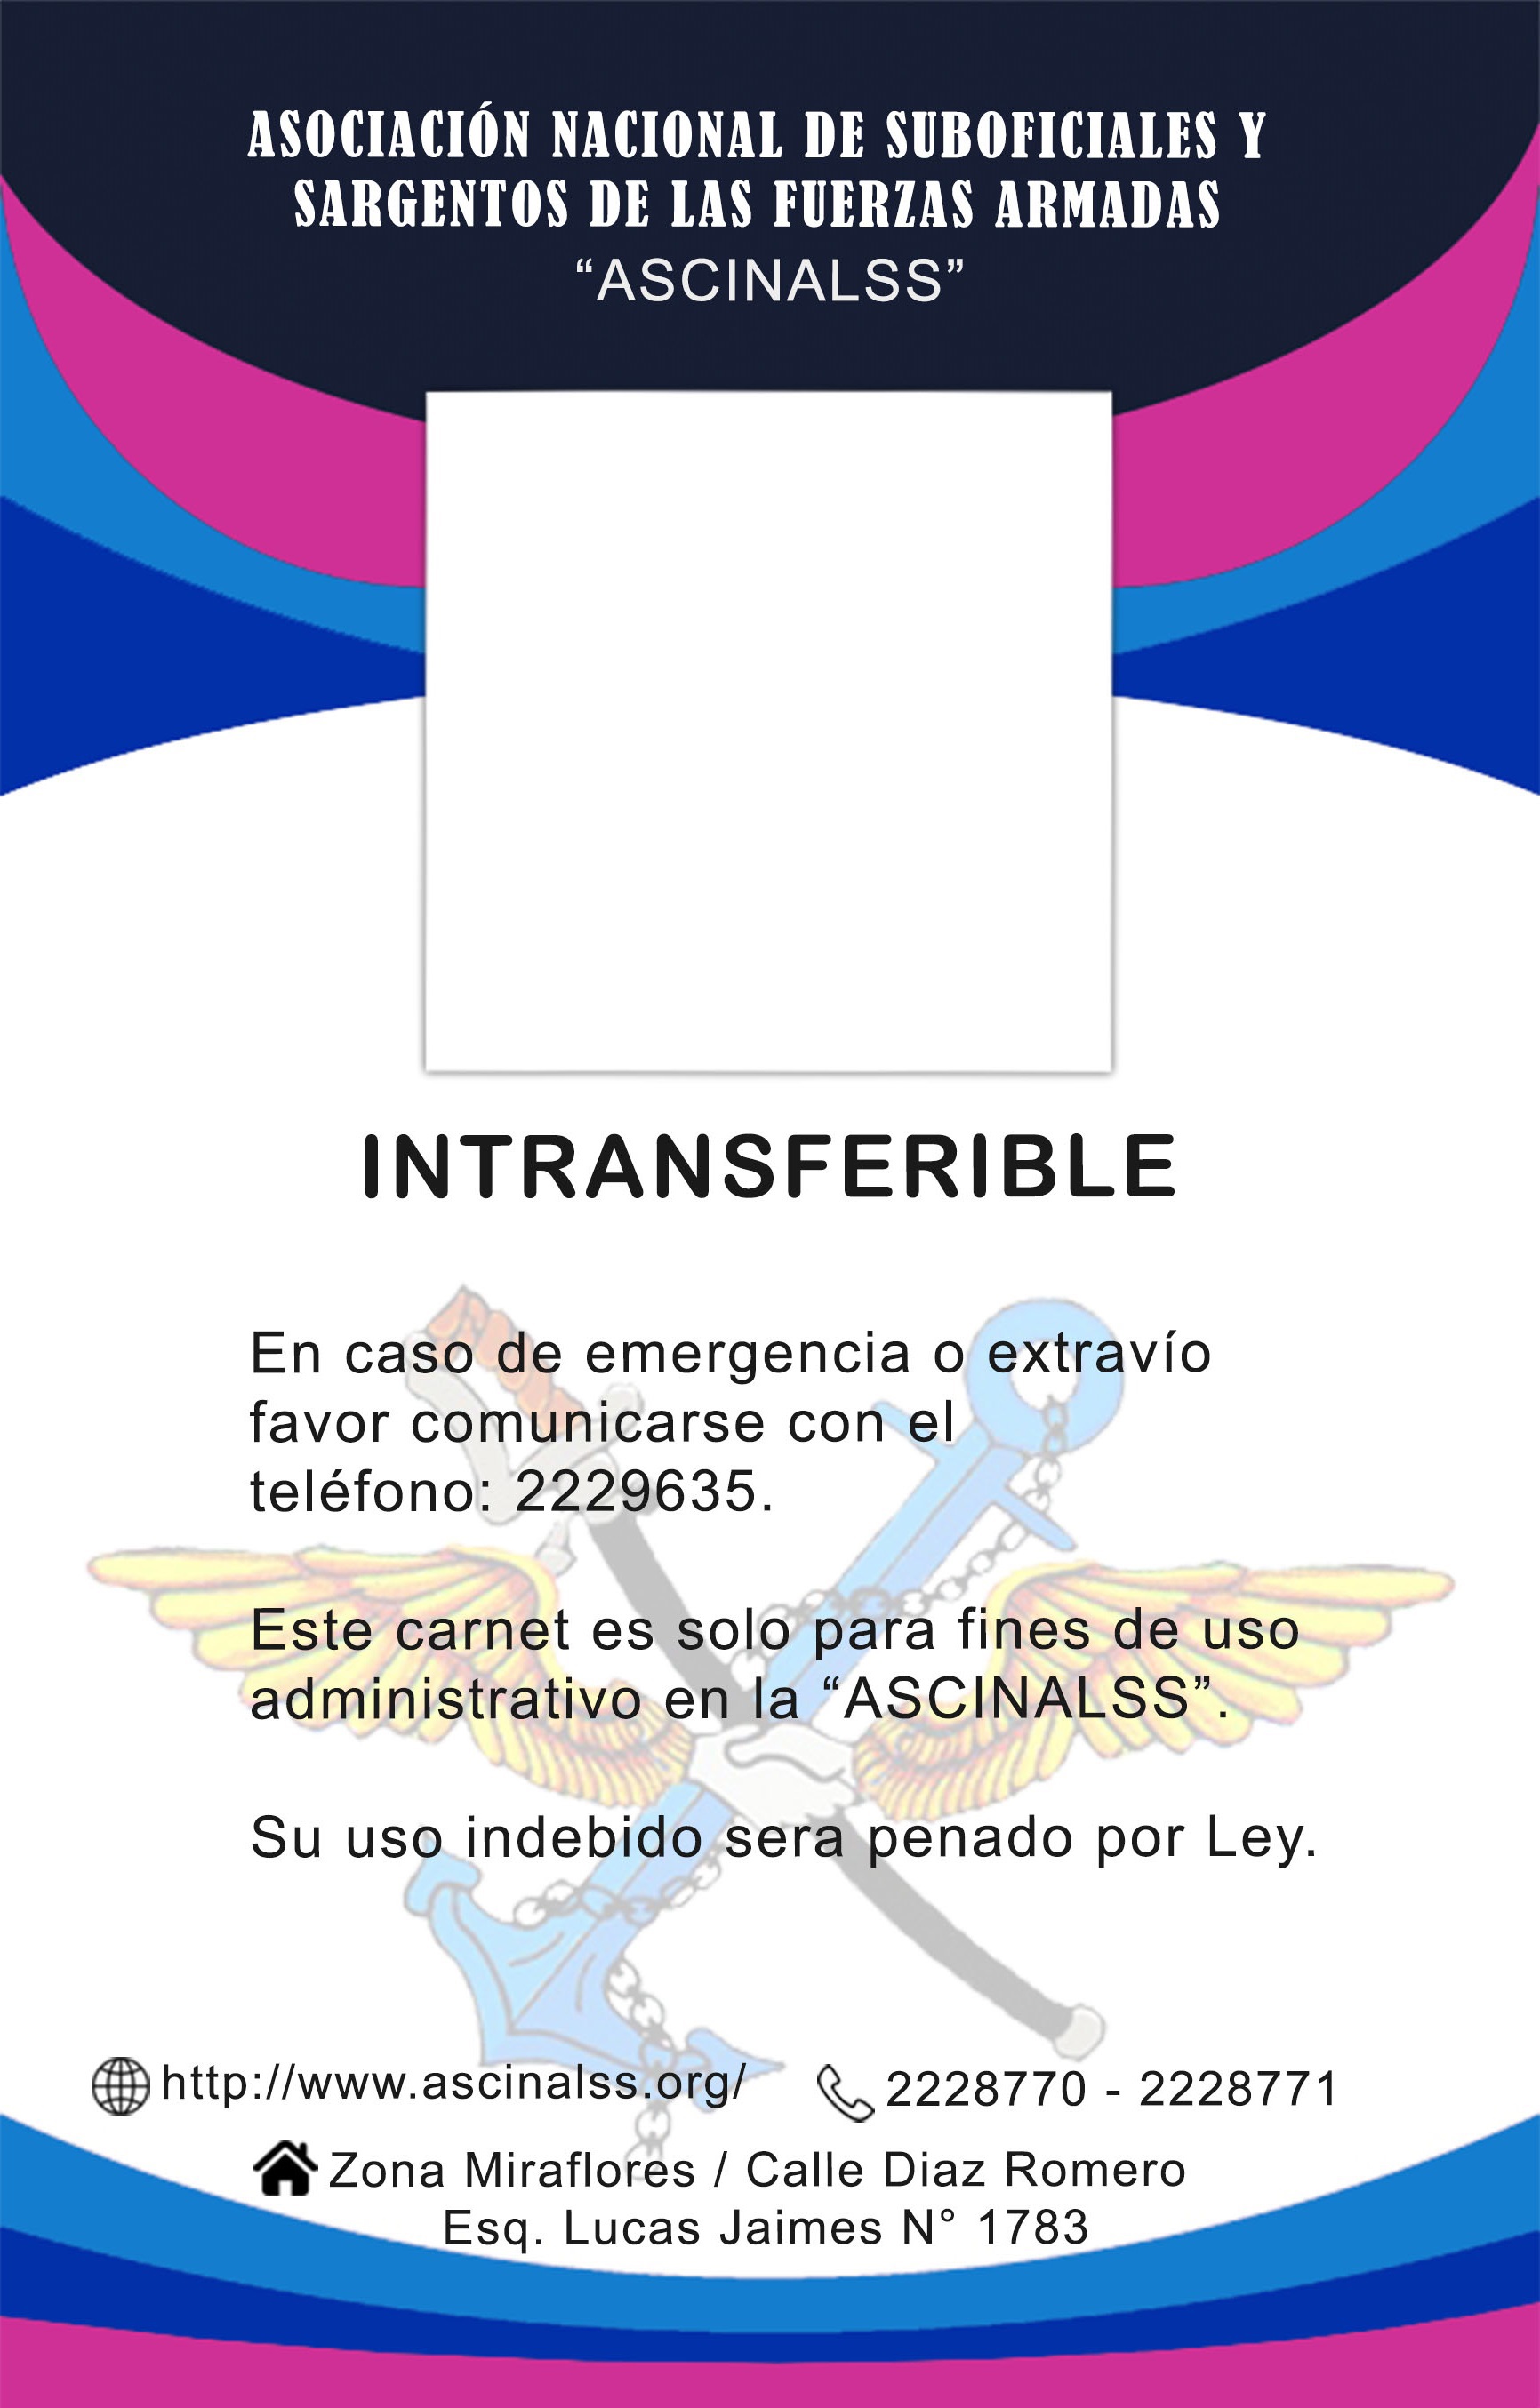 ASOCIACIÓN NACIONAL DE SUBOFICIALES Y
SARGENTOS DE LAS FUERZAS ARMADAS
“ASCINALSS”
INTRANSFERIBLE
En caso de emergencia o extravío
favor comunicarse con el
teléfono: 2229635.
Este carnet es solo para fines de uso
administrativo en la “ASCINALSS”.
Su uso indebido sera penado por Ley.
http://www.ascinalss.org/ 2228770 - 2228771
Zona Miraflores / Calle Diaz Romero
Esq. Lucas Jaimes N° 1783